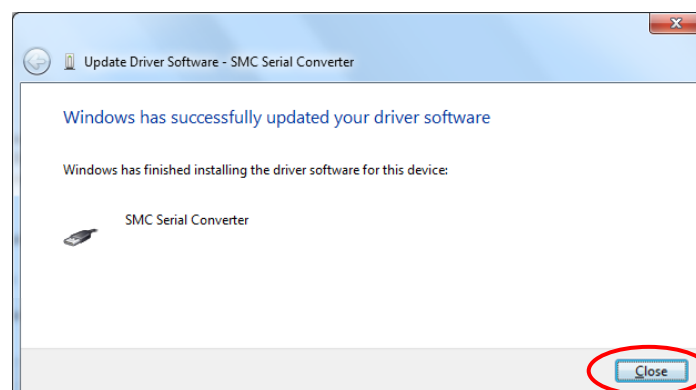 Update Driver Software - SMC Serial Converter
Windows has successfully updated your driver software
Windows has finished installing the driver software for this device:
SMC Serial Converter
Close